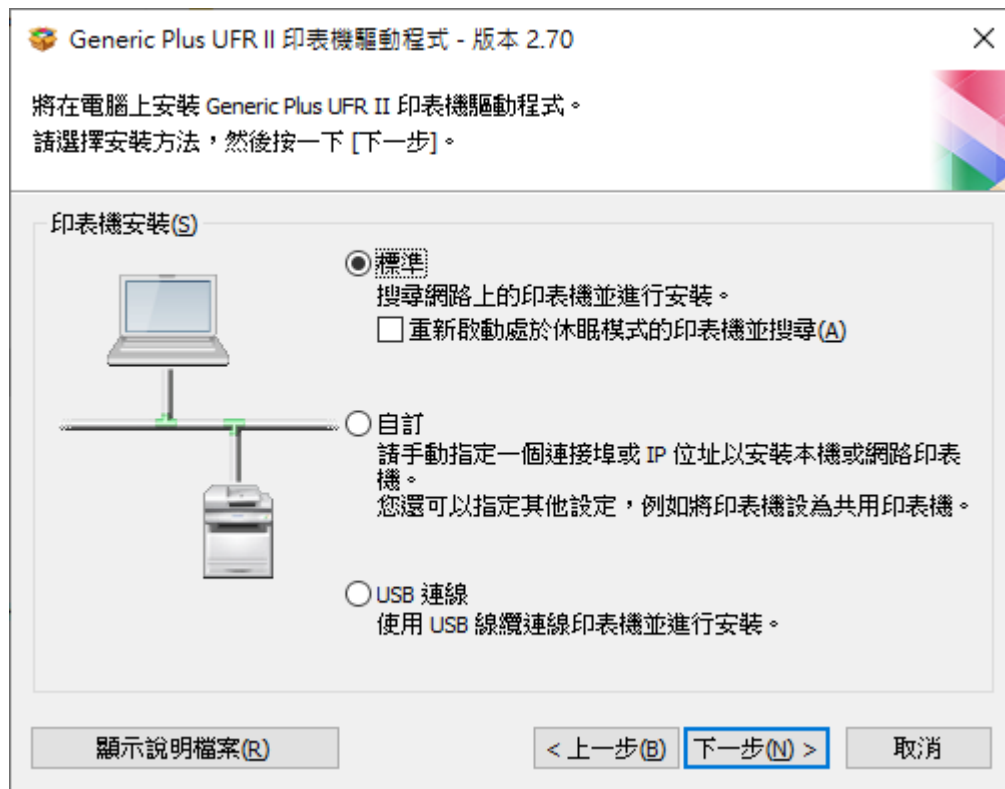 Generic Plus UFR II 印表機驅動程式 - 版本 2.70
將在電腦上安裝 Generic Plus UFR II 印表機驅動程式。
請選擇安裝方法，然後按一下 [下一步]。
印表機安裝(S)
標準
搜尋網路上的印表機並進行安裝。
重新啟動處於休眠模式的印表機並搜尋(A)
自訂
請手動指定一個連接埠或 IP 位址以安裝本機或網路印表
機。
您還可以指定其他設定，例如將印表機設為共用印表機。
USB 連線
使用 USB 線纜連線印表機並進行安裝。
顯示說明檔案(R)
< 上一步(B)
下一步(N) >
取消